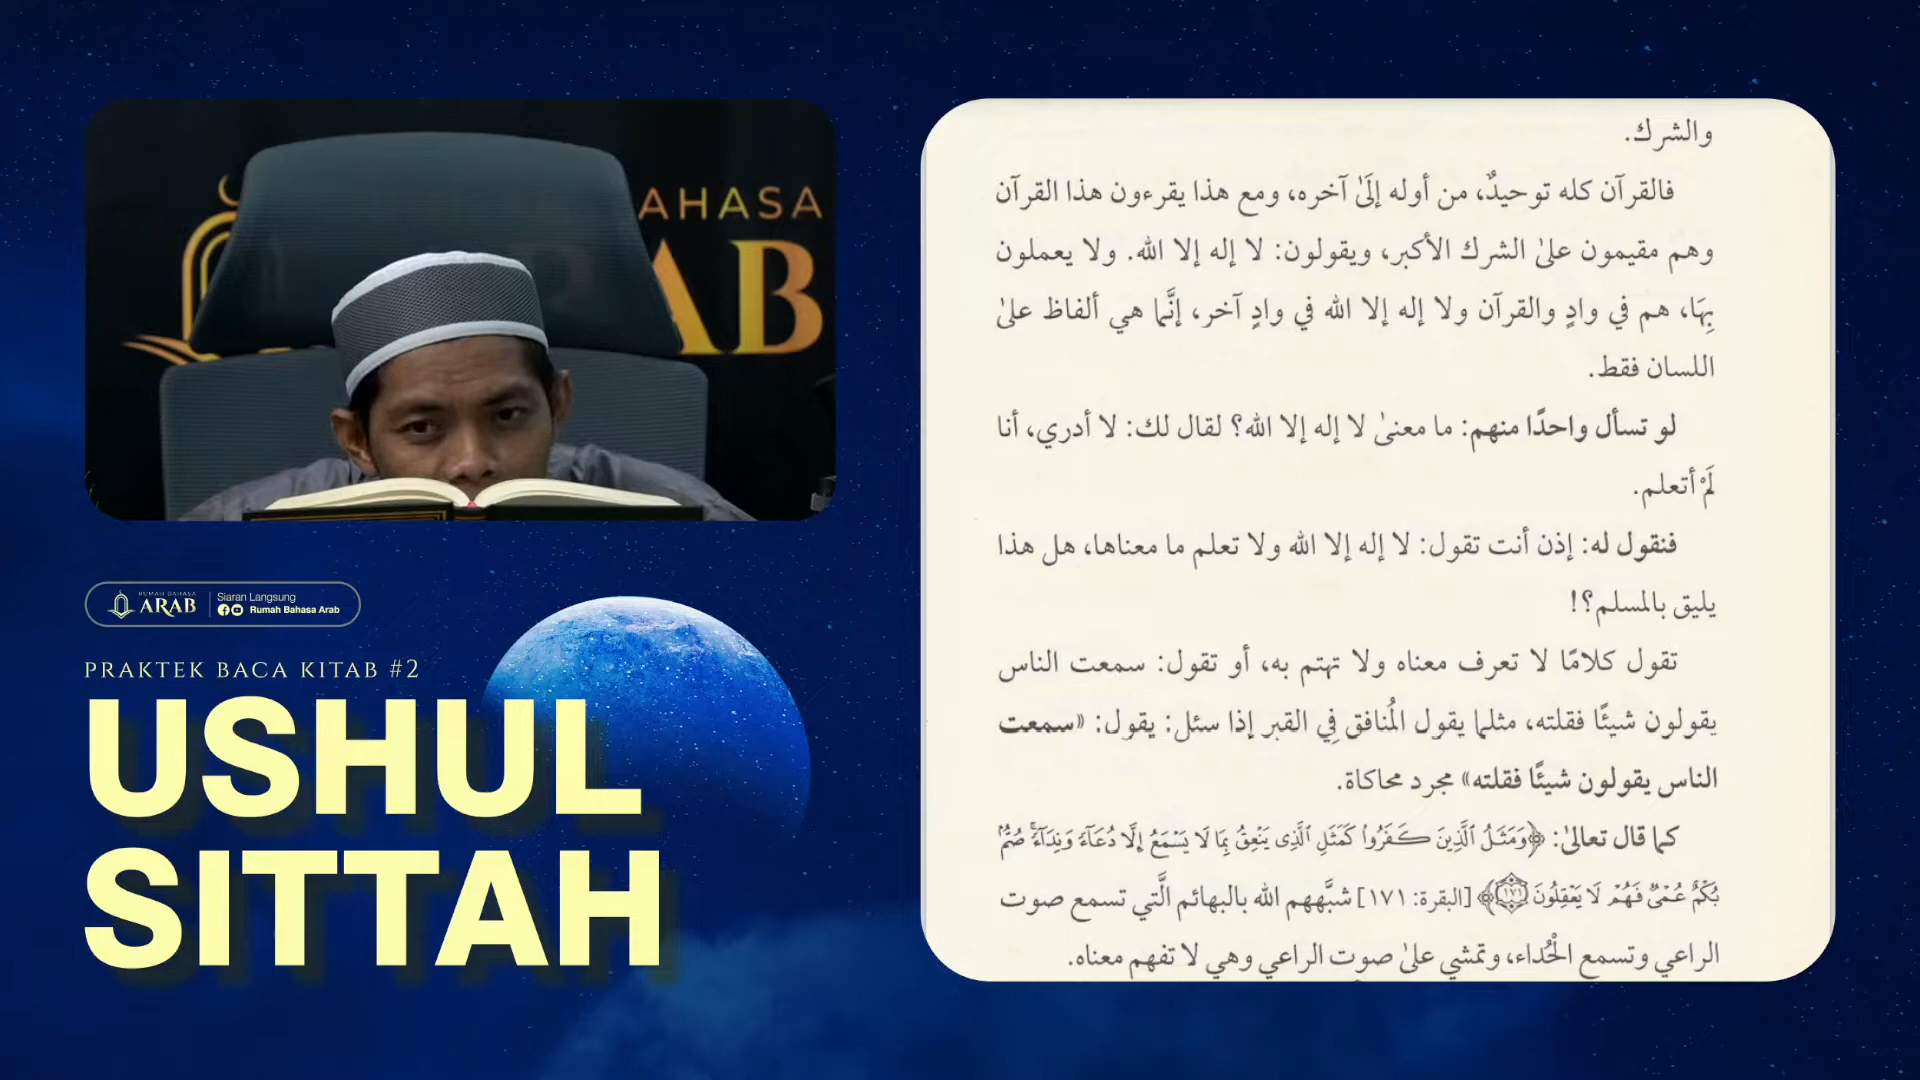 AHASA
AB
RUMAH BAHASA
ARAB
Siaran Langsung
Rumah Bahasa Arab
PRAKTEK BACA KITAB #2
USHUL
SITTAH
والشرك.
فالقرآن كله توحيدٌ، من أوله إلَىٰ آخره، ومع هذا يقرءون هذا القرآن
وهم مقيمون علىٰ الشرك الأكبر، ويقولون: لا إله إلا الله. ولا يعملون
بِهَا، هم في وادٍ والقرآن ولا إله إلا الله في وادٍ آخر، إنَّما هي ألفاظ علىٰ
اللسان فقط.
لو تسأل واحدًا منهم: ما معنىٰ لا إله إلا الله؟ لقال لك: لا أدري، أنا
لَمْ أتعلم.
فنقول له: إذن أنت تقول: لا إله إلا الله ولا تعلم ما معناها، هل هذا
يليق بالمسلم؟!
تقول كلامًا لا تعرف معناه ولا تهتم به، أو تقول: سمعت الناس
يقولون شيئًا فقلته، مثلما يقول المُنافق فِي القبر إذا سئل: يقول: «سمعت
الناس يقولون شيئًا فقلته» مجرد محاكاة.
كما قال تعالىٰ: ﴿وَمَثَلُ ٱلَّذِينَ كَفَرُوا۟ كَمَثَلِ ٱلَّذِى يَنْعِقُ بِمَا لَا يَسْمَعُ إِلَّا دُعَآءً وَنِدَآءً ۚ صُمٌّۢ
بُكْمٌ عُمْىٌ فَهُمْ لَا يَعْقِلُونَ ١٧١﴾ [البقرة: ١٧١] شبَّههم الله بالبهائم الَّتي تسمع صوت
الراعي وتسمع الْحُداء، وتمشي علىٰ صوت الراعي وهي لا تفهم معناه.